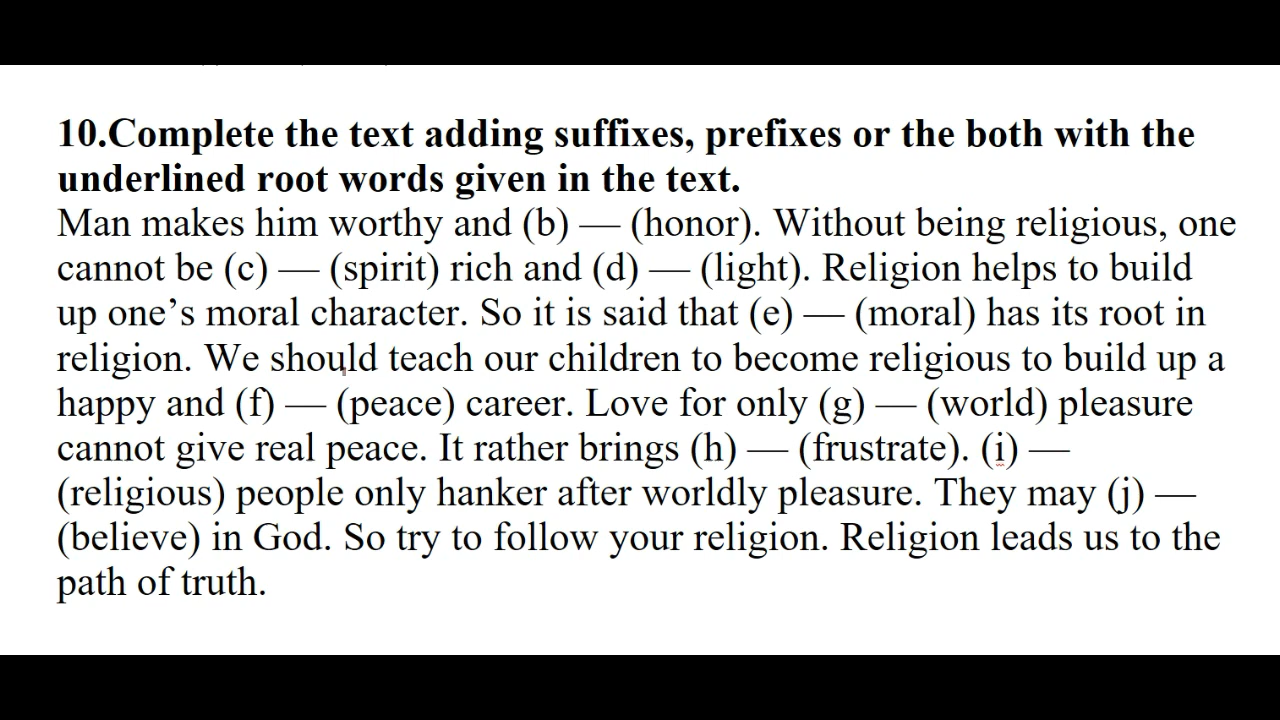 10.Complete the text adding suffixes, prefixes or the both with the
underlined root words given in the text.
Man makes him worthy and (b) — (honor). Without being religious, one
cannot be (c) — (spirit) rich and (d) — (light). Religion helps to build
up one’s moral character. So it is said that (e) — (moral) has its root in
religion. We should teach our children to become religious to build up a
happy and (f) — (peace) career. Love for only (g) — (world) pleasure
cannot give real peace. It rather brings (h) — (frustrate). (i) —
(religious) people only hanker after worldly pleasure. They may (j) —
(believe) in God. So try to follow your religion. Religion leads us to the
path of truth.